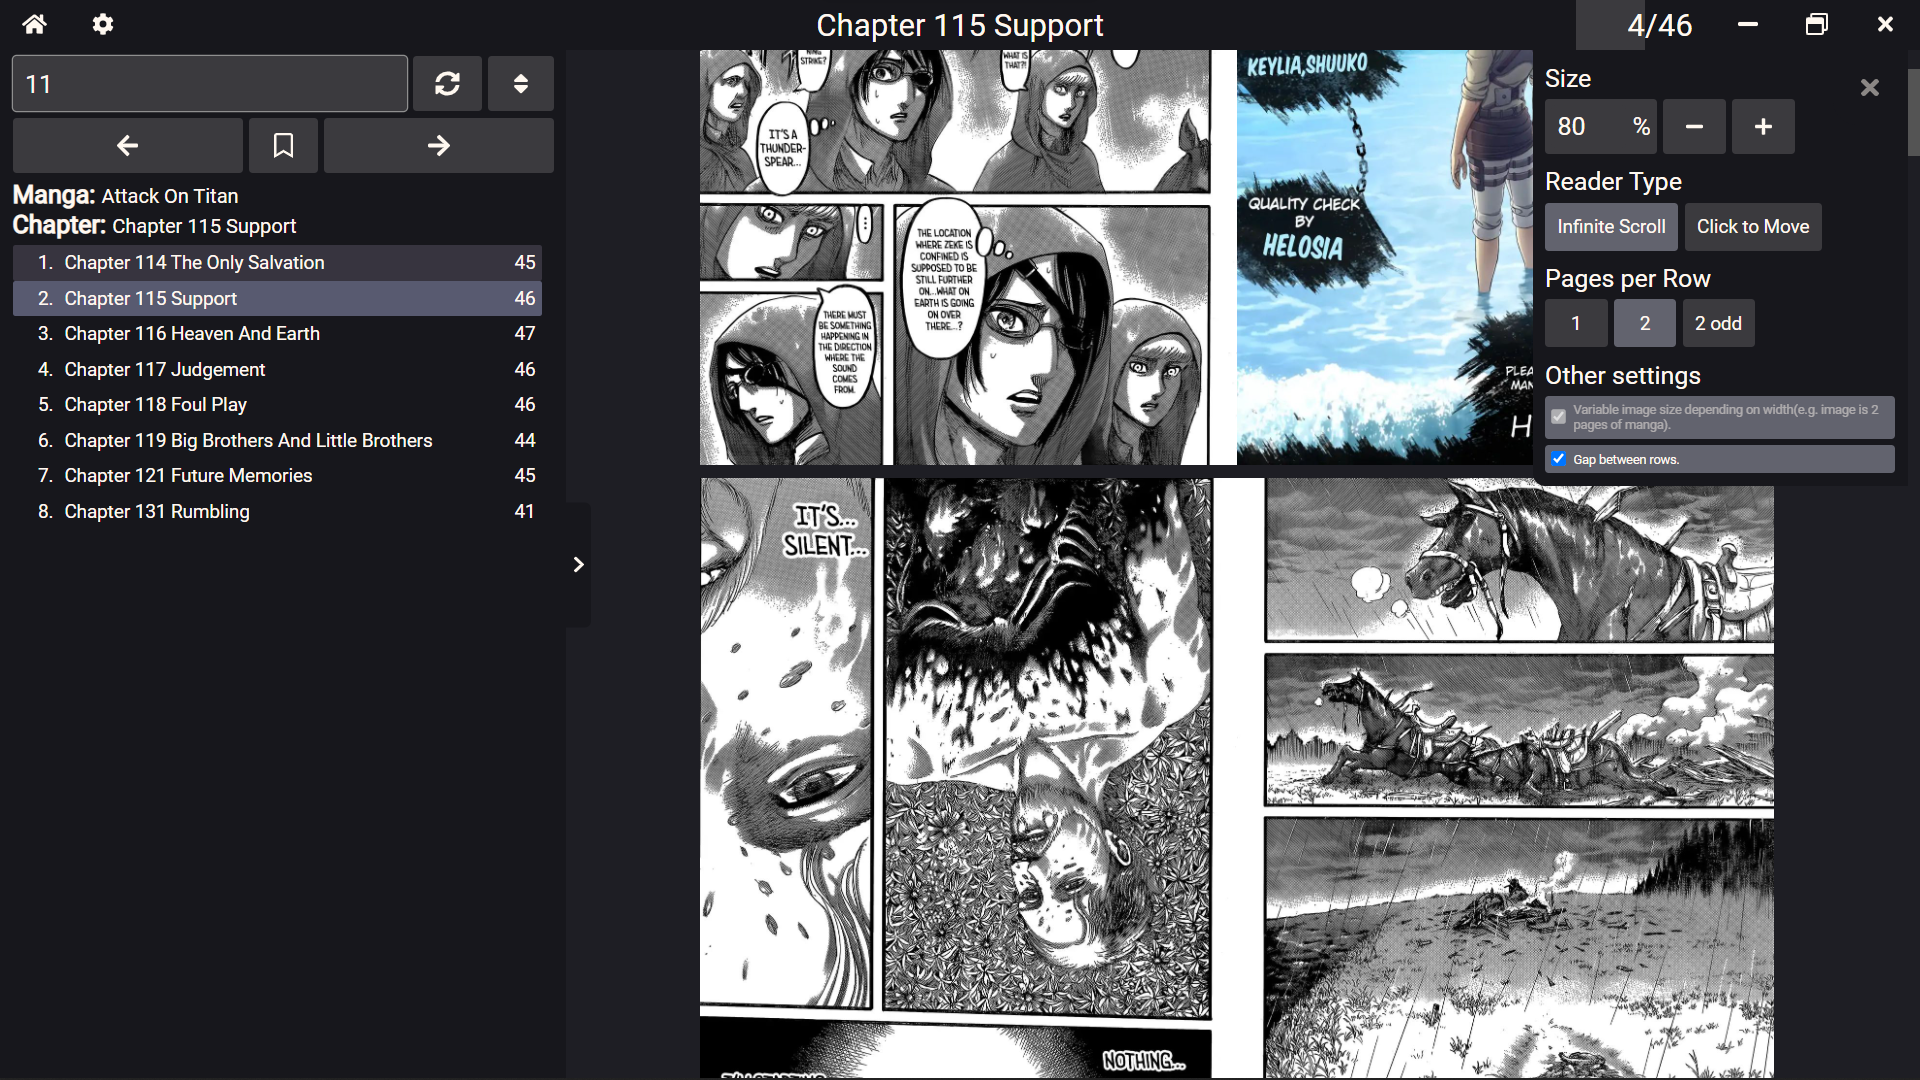 Chapter 115 Support
4/46
11
Manga: Attack On Titan
Chapter: Chapter 115 Support
1. Chapter 114 The Only Salvation 45
2. Chapter 115 Support 46
3. Chapter 116 Heaven And Earth 47
4. Chapter 117 Judgement 46
5. Chapter 118 Foul Play 46
6. Chapter 119 Big Brothers And Little Brothers 44
7. Chapter 121 Future Memories 45
8. Chapter 131 Rumbling 41
STRIKE?
WHAT IS
THAT?!
IT'S A
THUNDER-
SPEAR...
...
THE LOCATION
WHERE ZEKE IS
CONFINED IS
SUPPOSED TO BE
STILL FURTHER
ON...WHAT ON
EARTH IS GOING
ON OVER
THERE...?
THERE MUST
BE SOMETHING
HAPPENING IN
THE DIRECTION
WHERE THE
SOUND
COMES
FROM.
KEYLIA,SHUUKO
QUALITY CHECK
BY
HELOSIA
H
IT'S...
SILENT...
NOTHING...
Size
80 %
Reader Type
Infinite Scroll Click to Move
Pages per Row
1 2 2 odd
Other settings
Variable image size depending on width(e.g. image is 2
pages of manga).
Gap between rows.